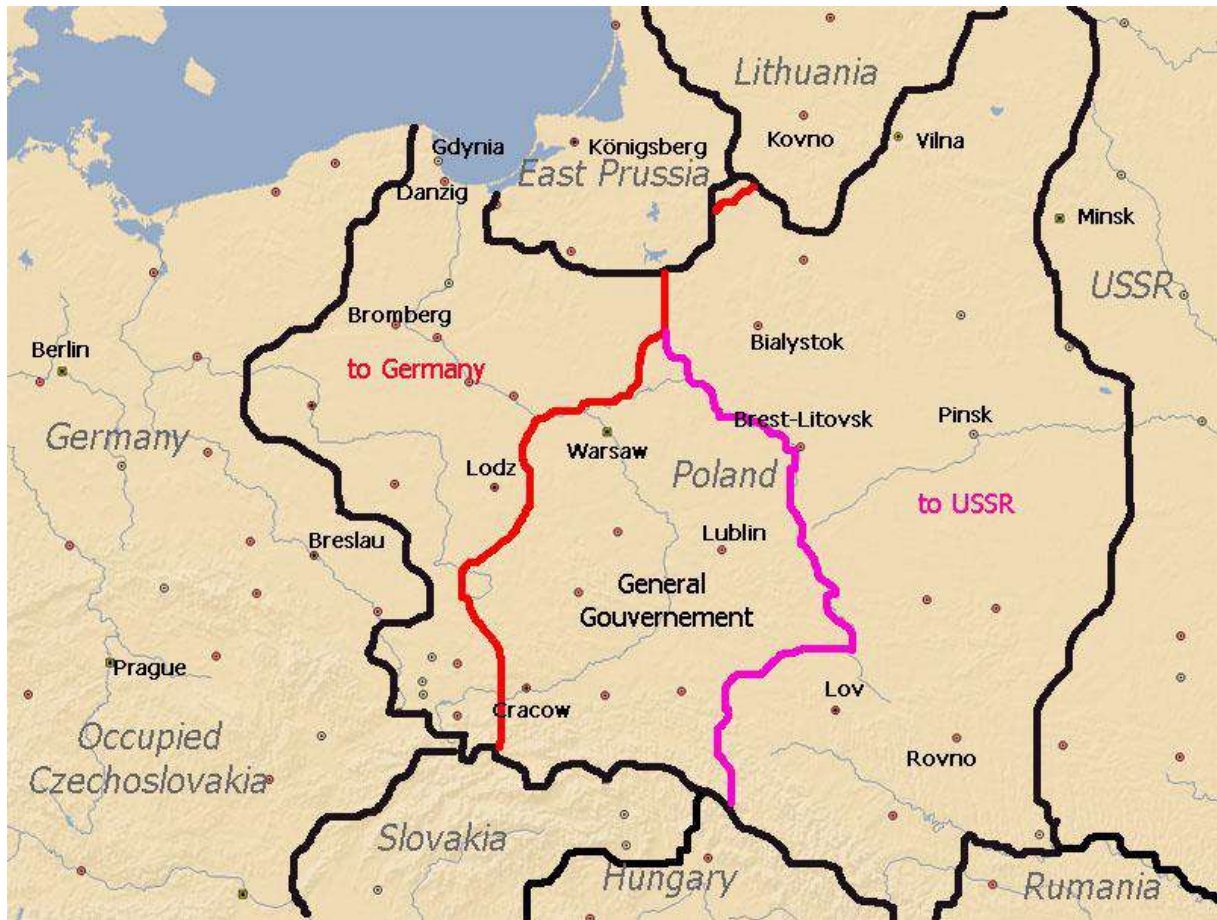 Lithuania
Gdynia
Königsberg
Kovno
Vilna
East Prussia
Danzig
Minsk
USSR
Bromberg
Bialystok
Berlin
to Germany
Brest-Litovsk
Pinsk
Germany
Warsaw
Lodz
Poland
to USSR
Breslau
Lublin
General
Gouvernement
Prague
Lov
Cracow
Occupied
Czechoslovakia
Rovno
Slovakia
Hungary
Rumania